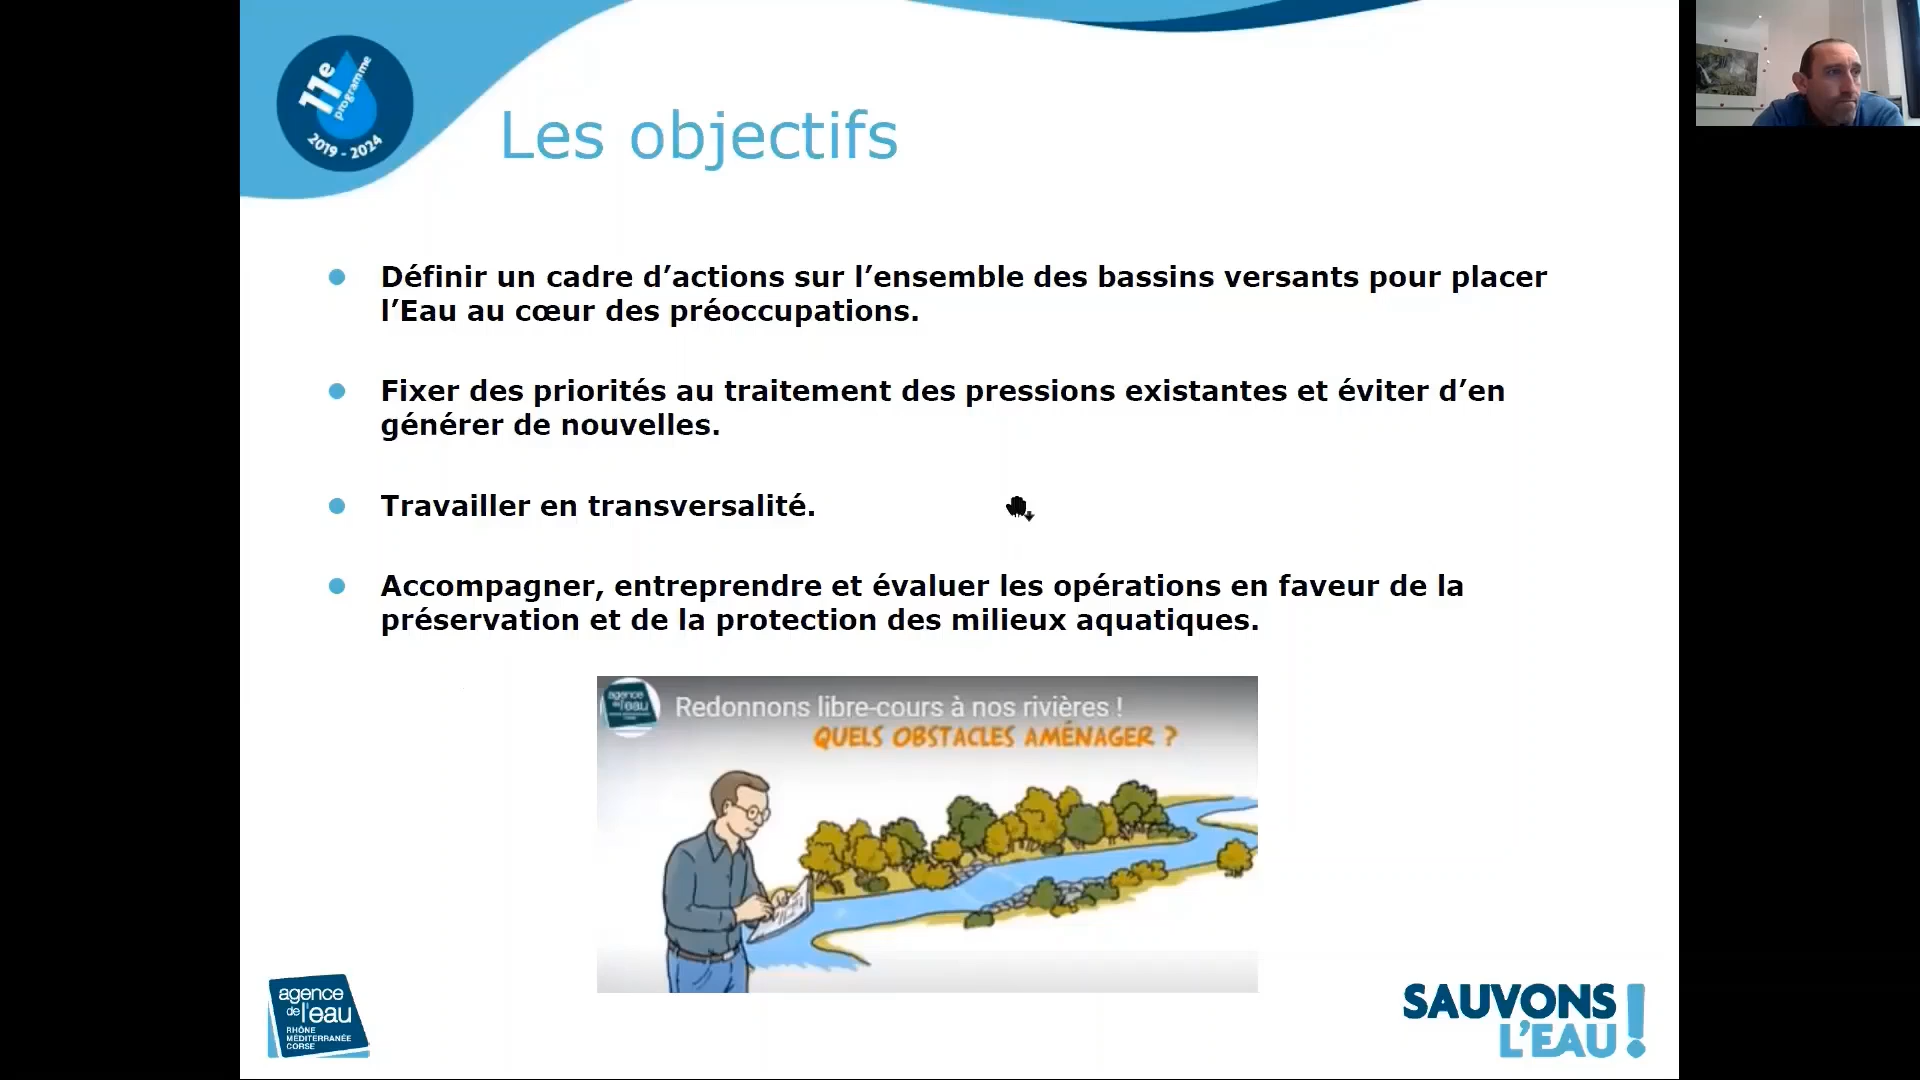 11e
programme
2019 - 2024
Les objectifs
Définir un cadre d’actions sur l’ensemble des bassins versants pour placer
l’Eau au cœur des préoccupations.
Fixer des priorités au traitement des pressions existantes et éviter d’en
générer de nouvelles.
Travailler en transversalité.
Accompagner, entreprendre et évaluer les opérations en faveur de la
préservation et de la protection des milieux aquatiques.
agence
de l'eau
Redonnons libre-cours à nos rivières !
QUELS OBSTACLES AMÉNAGER ?
agence
de l'eau
RHÔNE
MÉDITERRANÉE
CORSE
SAUVONS
L'EAU !